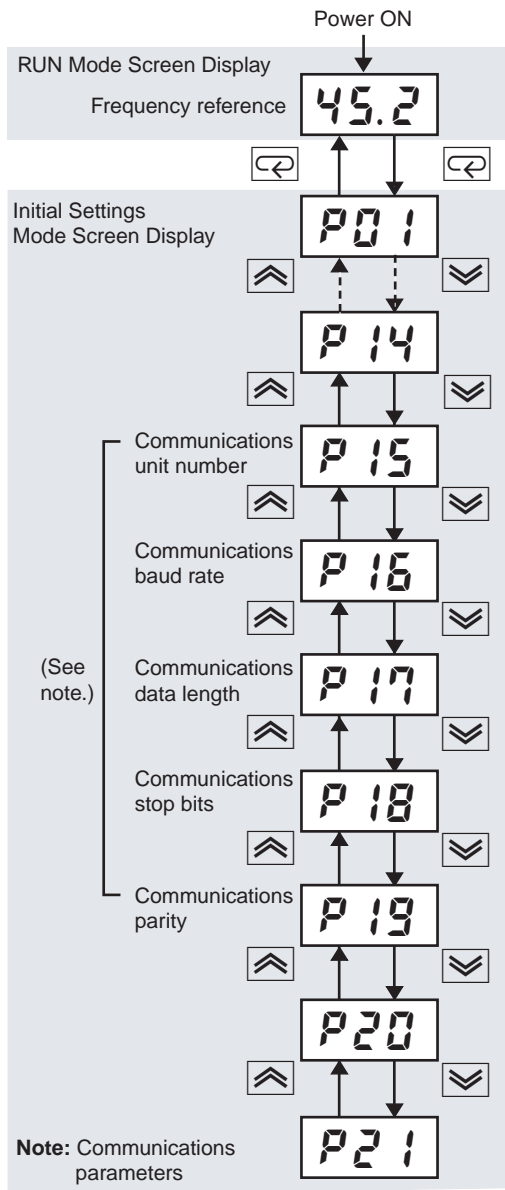 Power ON
RUN Mode Screen Display
Frequency reference
45.2
Initial Settings
Mode Screen Display
P01
P14
Communications
unit number
P15
Communications
baud rate
P16
(See
note.)
Communications
data length
P17
Communications
stop bits
P18
Communications
parity
P19
P20
P21
Note: Communications
parameters